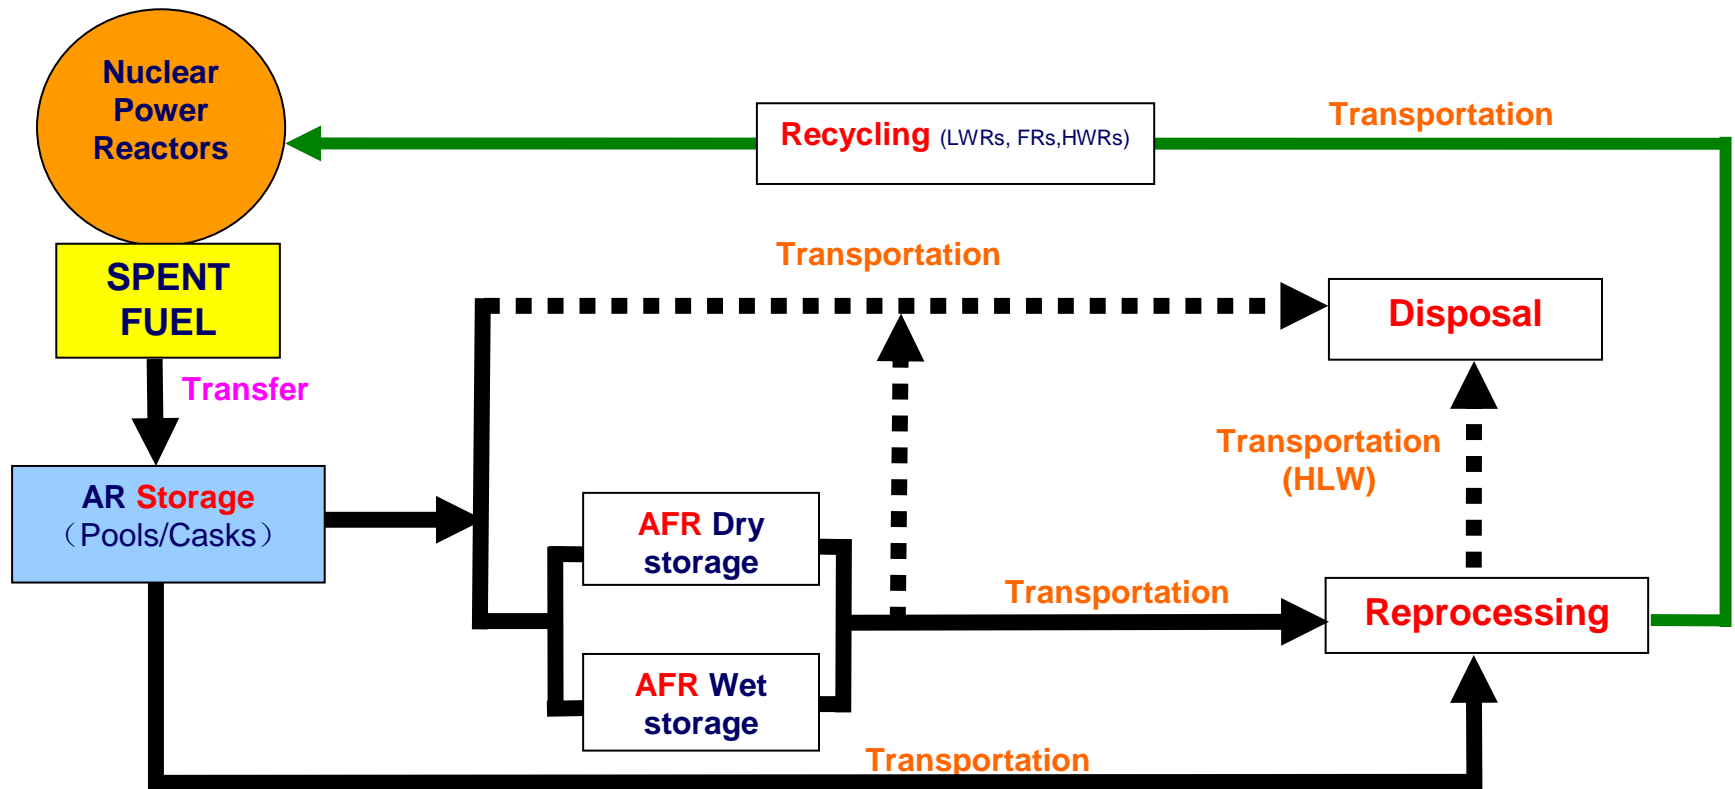 Nuclear
Power
Reactors
Transportation
Recycling (LWRs, FRs,HWRs)
SPENT
FUEL
Transportation
Disposal
Transfer
Transportation
(HLW)
AR Storage
（Pools/Casks）
AFR Dry
storage
Transportation
Reprocessing
AFR Wet
storage
Transportation